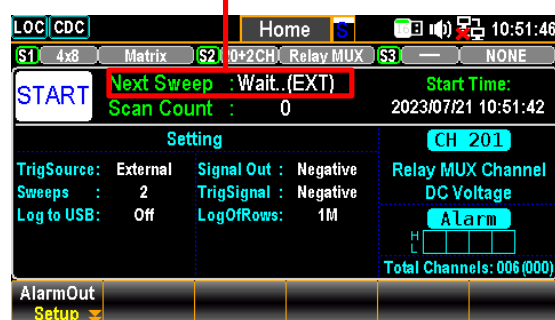 LOC CDC Home S 10:51:46
S1 4x8 Matrix S2 20+2CH Relay MUX S3 — NONE
START Next Sweep : Wait..(EXT) Start Time:
Scan Count : 0 2023/07/21 10:51:42
Setting CH 201
TrigSource: External Signal Out : Negative Relay MUX Channel
Sweeps : 2 TrigSignal : Negative DC Voltage
Log to USB: Off LogOfRows: 1M Alarm
H
L
Total Channels: 006 (000)
AlarmOut
Setup